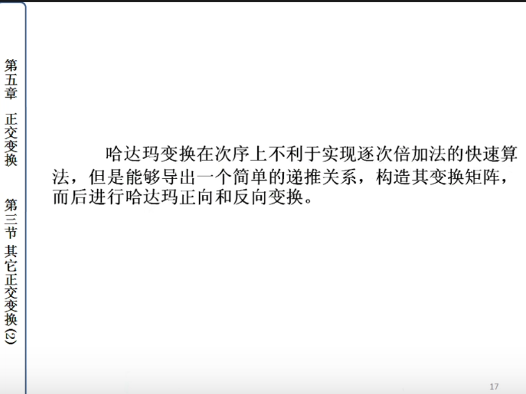 第五章 正交变换 第三节 其它正交变换(2)
哈达玛变换在次序上不利于实现逐次倍加法的快速算
法，但是能够导出一个简单的递推关系，构造其变换矩阵，
而后进行哈达玛正向和反向变换。
17